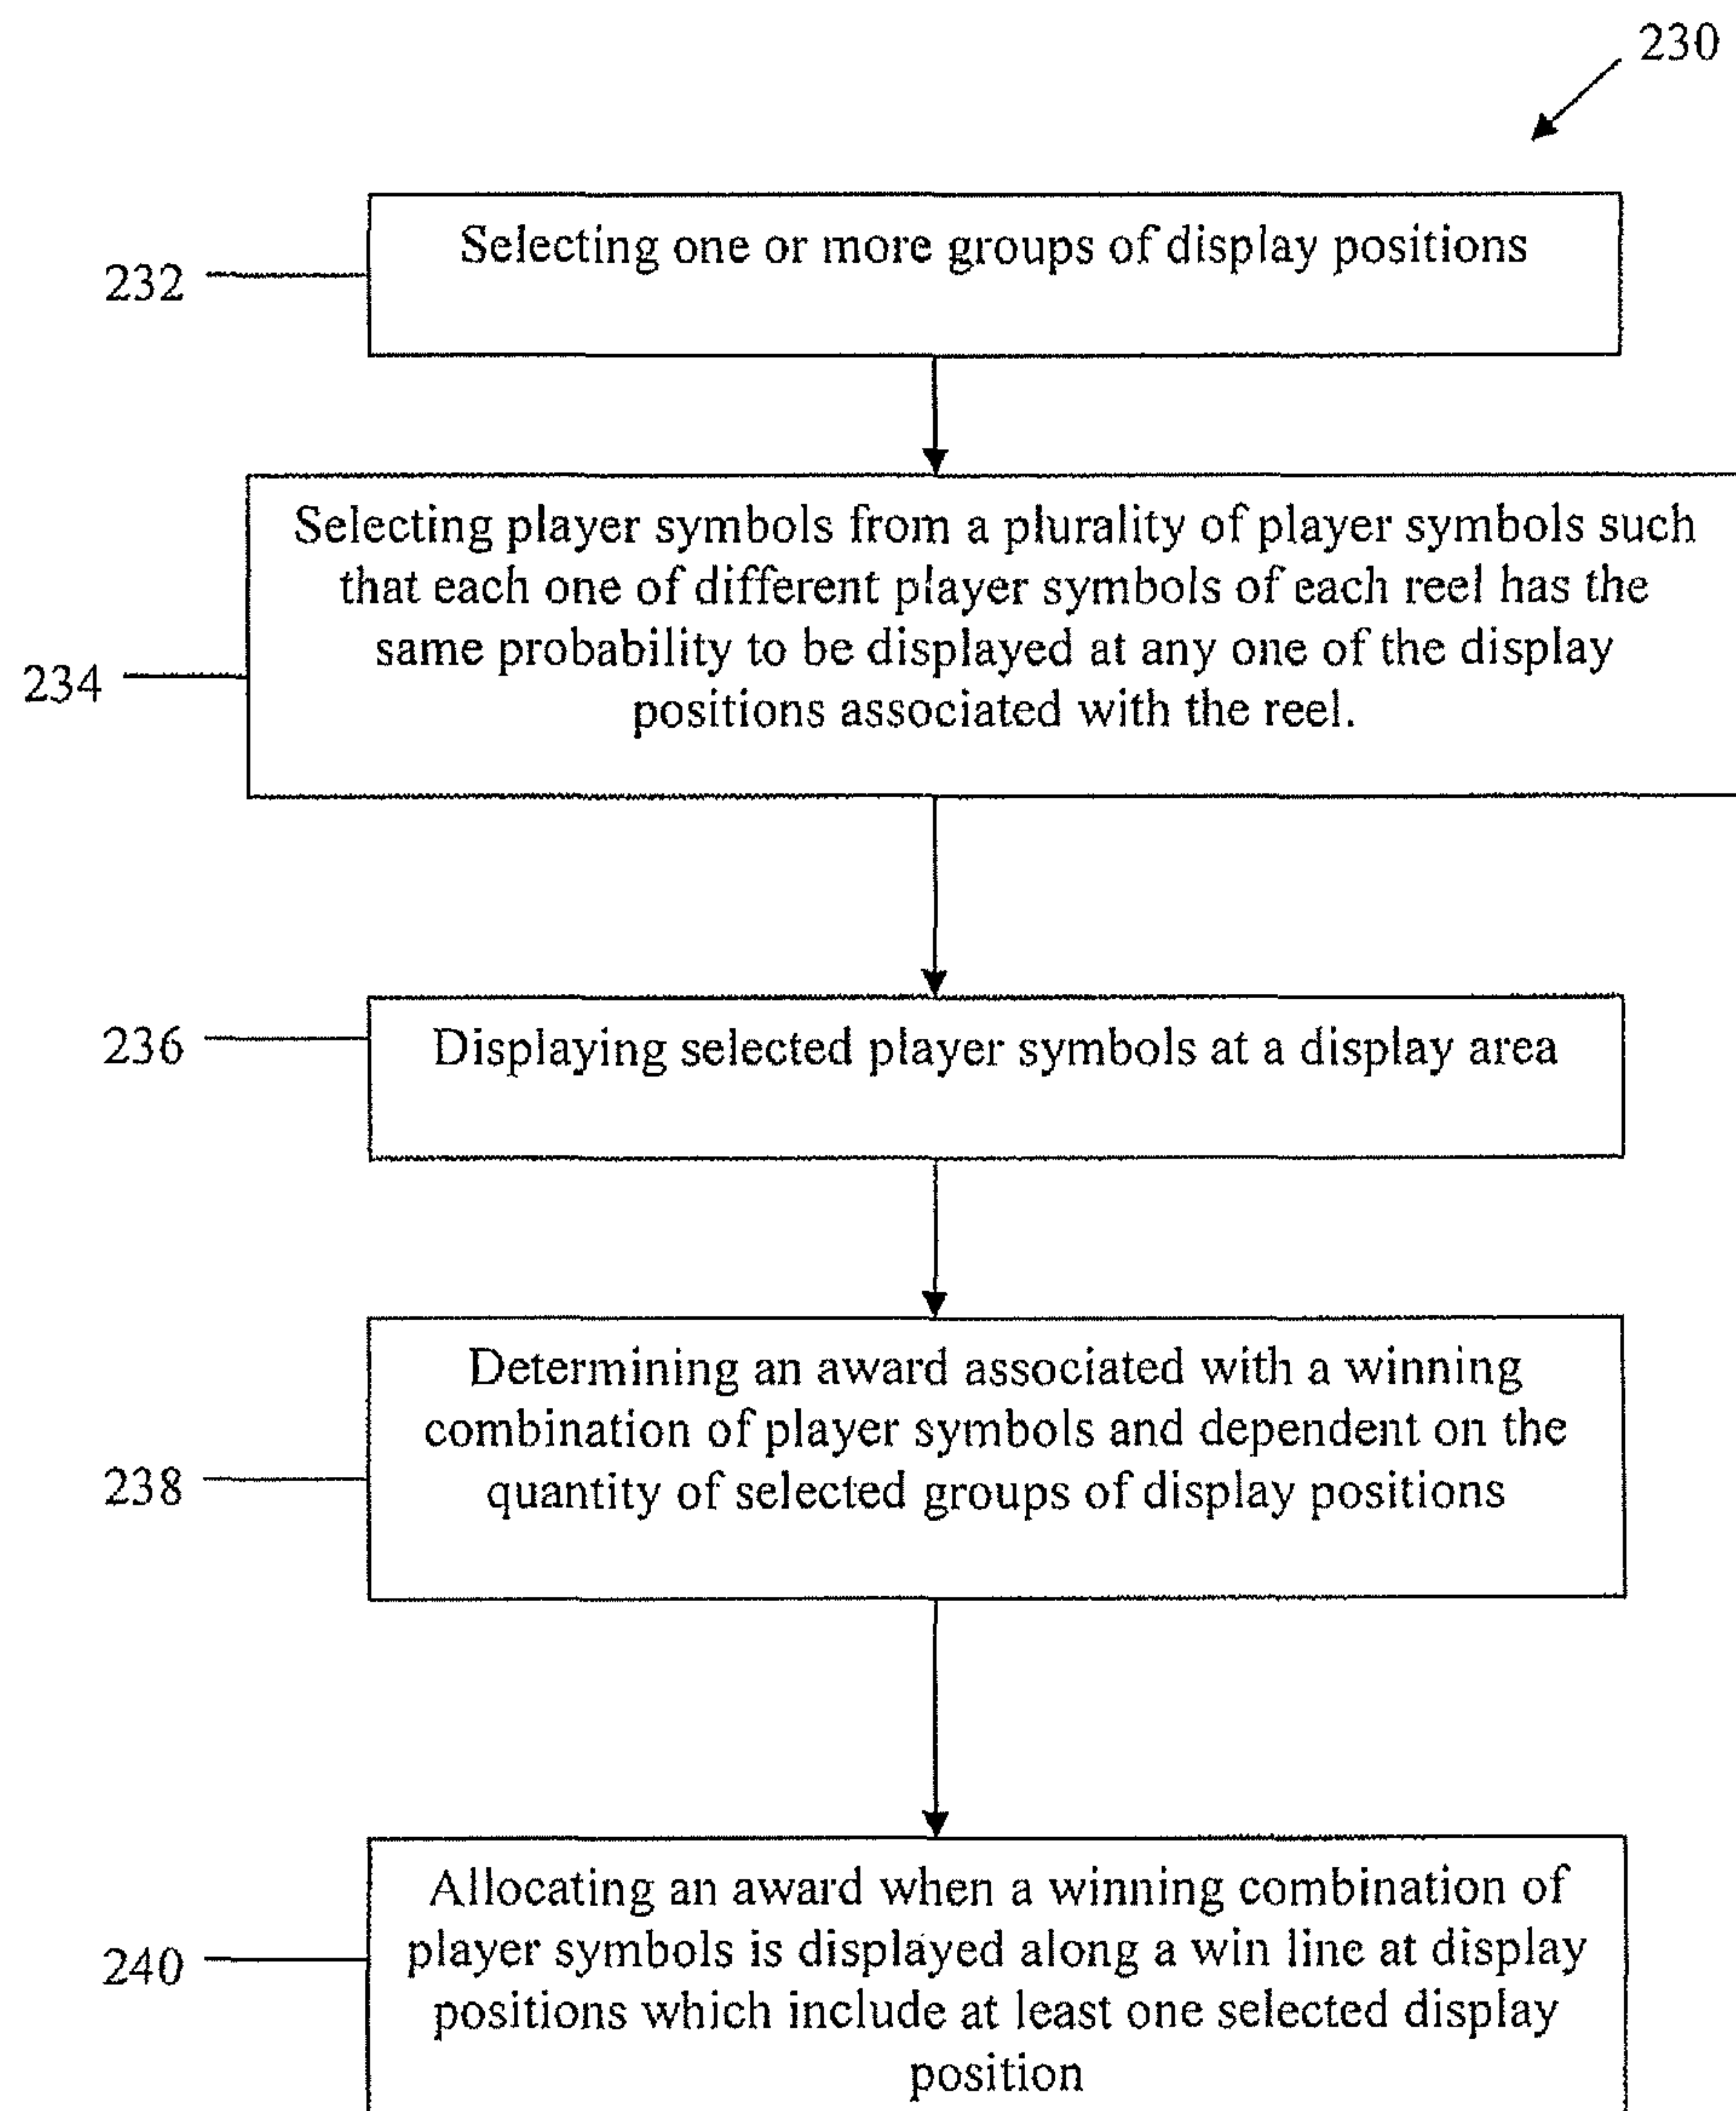 230
232
Selecting one or more groups of display positions
234
Selecting player symbols from a plurality of player symbols such
that each one of different player symbols of each reel has the
same probability to be displayed at any one of the display
positions associated with the reel.
236
Displaying selected player symbols at a display area
238
Determining an award associated with a winning
combination of player symbols and dependent on the
quantity of selected groups of display positions
240
Allocating an award when a winning combination of
player symbols is displayed along a win line at display
positions which include at least one selected display
position